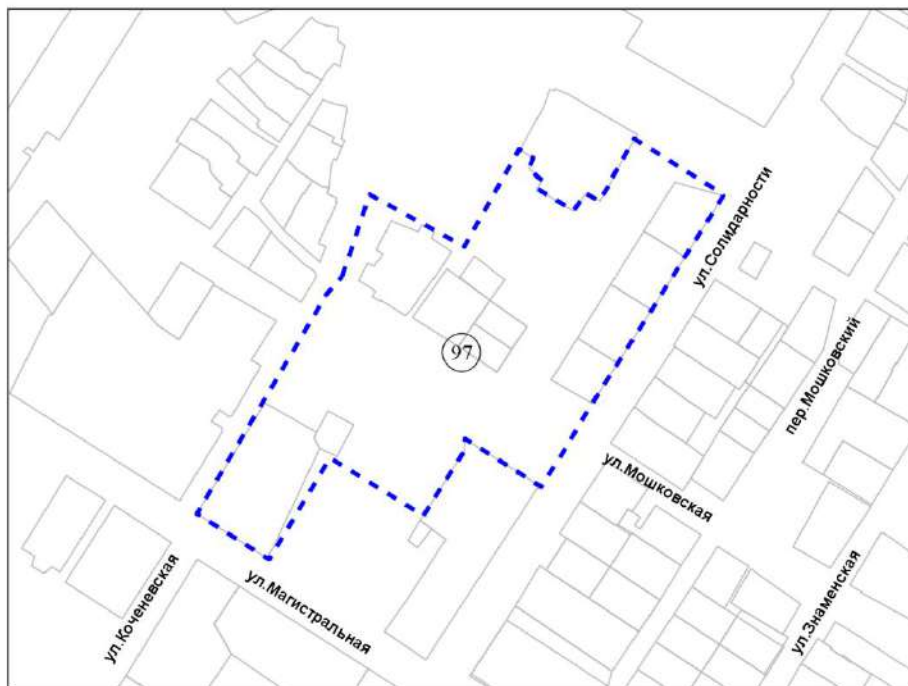 ул.Солидарности
97
пер.Мошковский
ул.Мошковская
ул.Коченевская
ул.Магистральная
ул.Знаменская